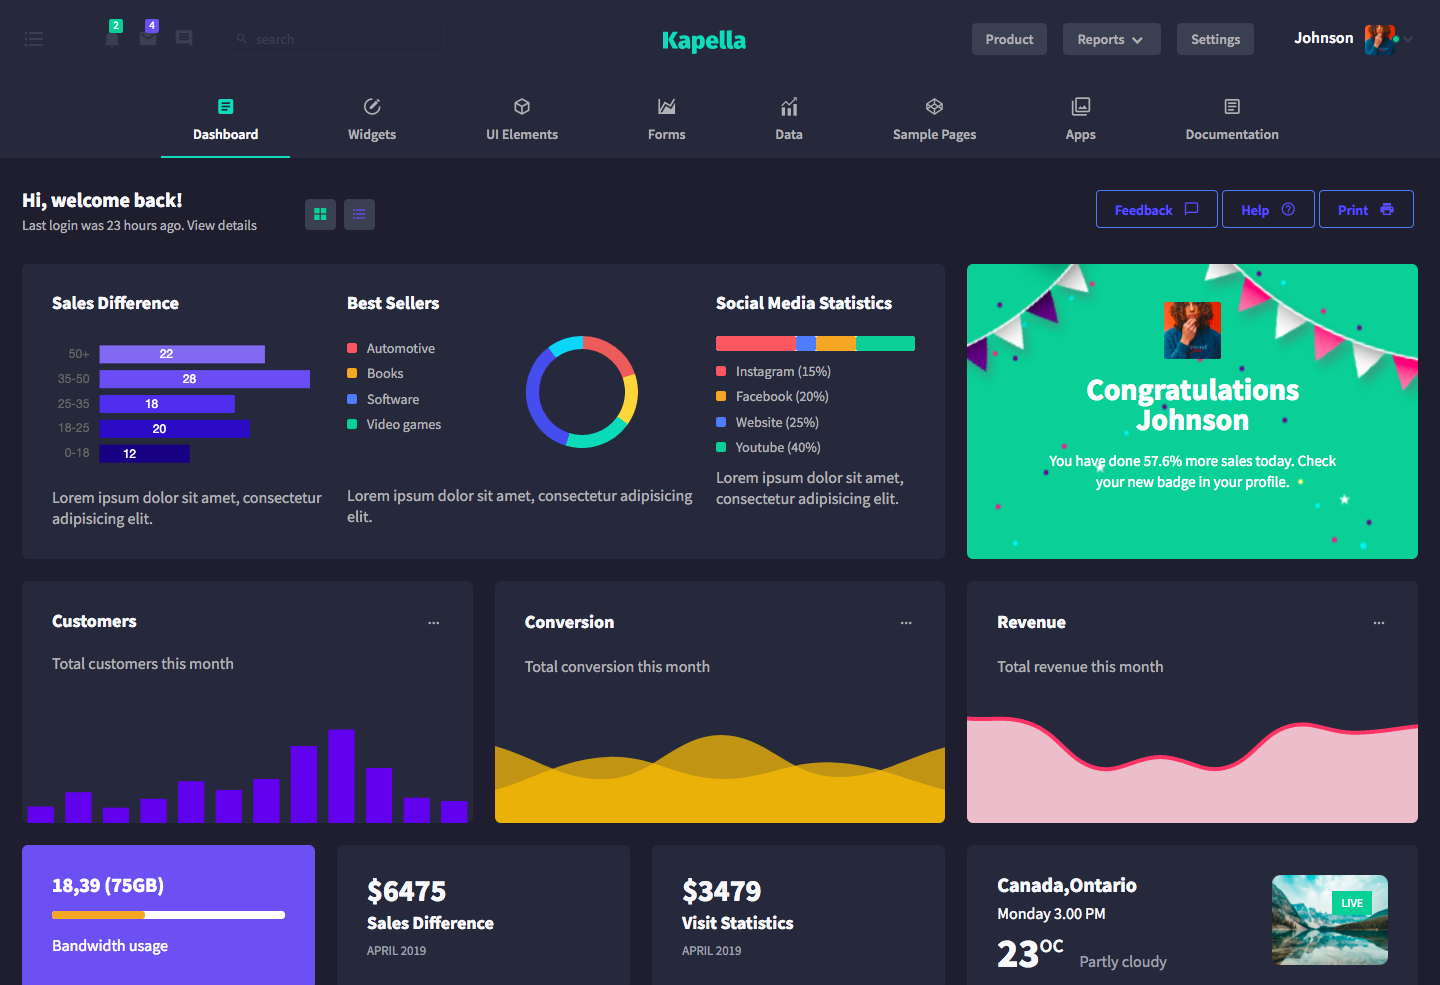 2
4
search
Kapella
Product
Reports
Settings
Johnson
Dashboard
Widgets
UI Elements
Forms
Data
Sample Pages
Apps
Documentation
Hi, welcome back!
Last login was 23 hours ago. View details
Feedback
Help
Print
Sales Difference
50+
22
35-50
28
25-35
18
18-25
20
0-18
12
Lorem ipsum dolor sit amet, consectetur
adipisicing elit.
Best Sellers
Automotive
Books
Software
Video games
Lorem ipsum dolor sit amet, consectetur adipisicing
elit.
Social Media Statistics
Instagram (15%)
Facebook (20%)
Website (25%)
Youtube (40%)
Lorem ipsum dolor sit amet,
consectetur adipisicing elit.
Congratulations
Johnson
You have done 57.6% more sales today. Check
your new badge in your profile.
Customers
Total customers this month
Conversion
Total conversion this month
Revenue
Total revenue this month
18,39 (75GB)
Bandwidth usage
$6475
Sales Difference
APRIL 2019
$3479
Visit Statistics
APRIL 2019
Canada,Ontario
Monday 3.00 PM
23OC
Partly cloudy
LIVE